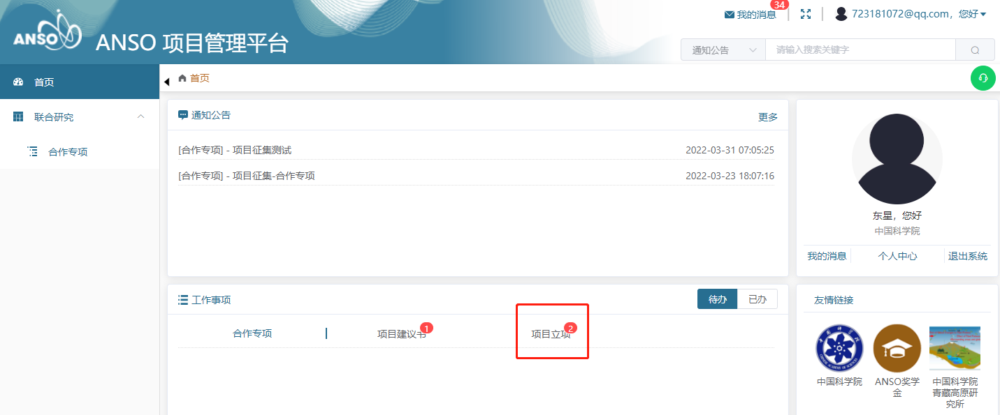 34
我的消息
723181072@qq.com，您好
ANSO
ANSO 项目管理平台
通知公告
请输入搜索关键字
首页
首页
联合研究
合作专项
通知公告
更多
[合作专项] - 项目征集测试
2022-03-31 07:05:25
[合作专项] - 项目征集-合作专项
2022-03-23 18:07:16
东星，您好
中国科学院
我的消息
个人中心
退出系统
工作事项
待办
已办
合作专项
项目建议书
1
项目立项
2
友情链接
中国科学院
ANSO奖学
金
中国科学院
青藏高原研
究所